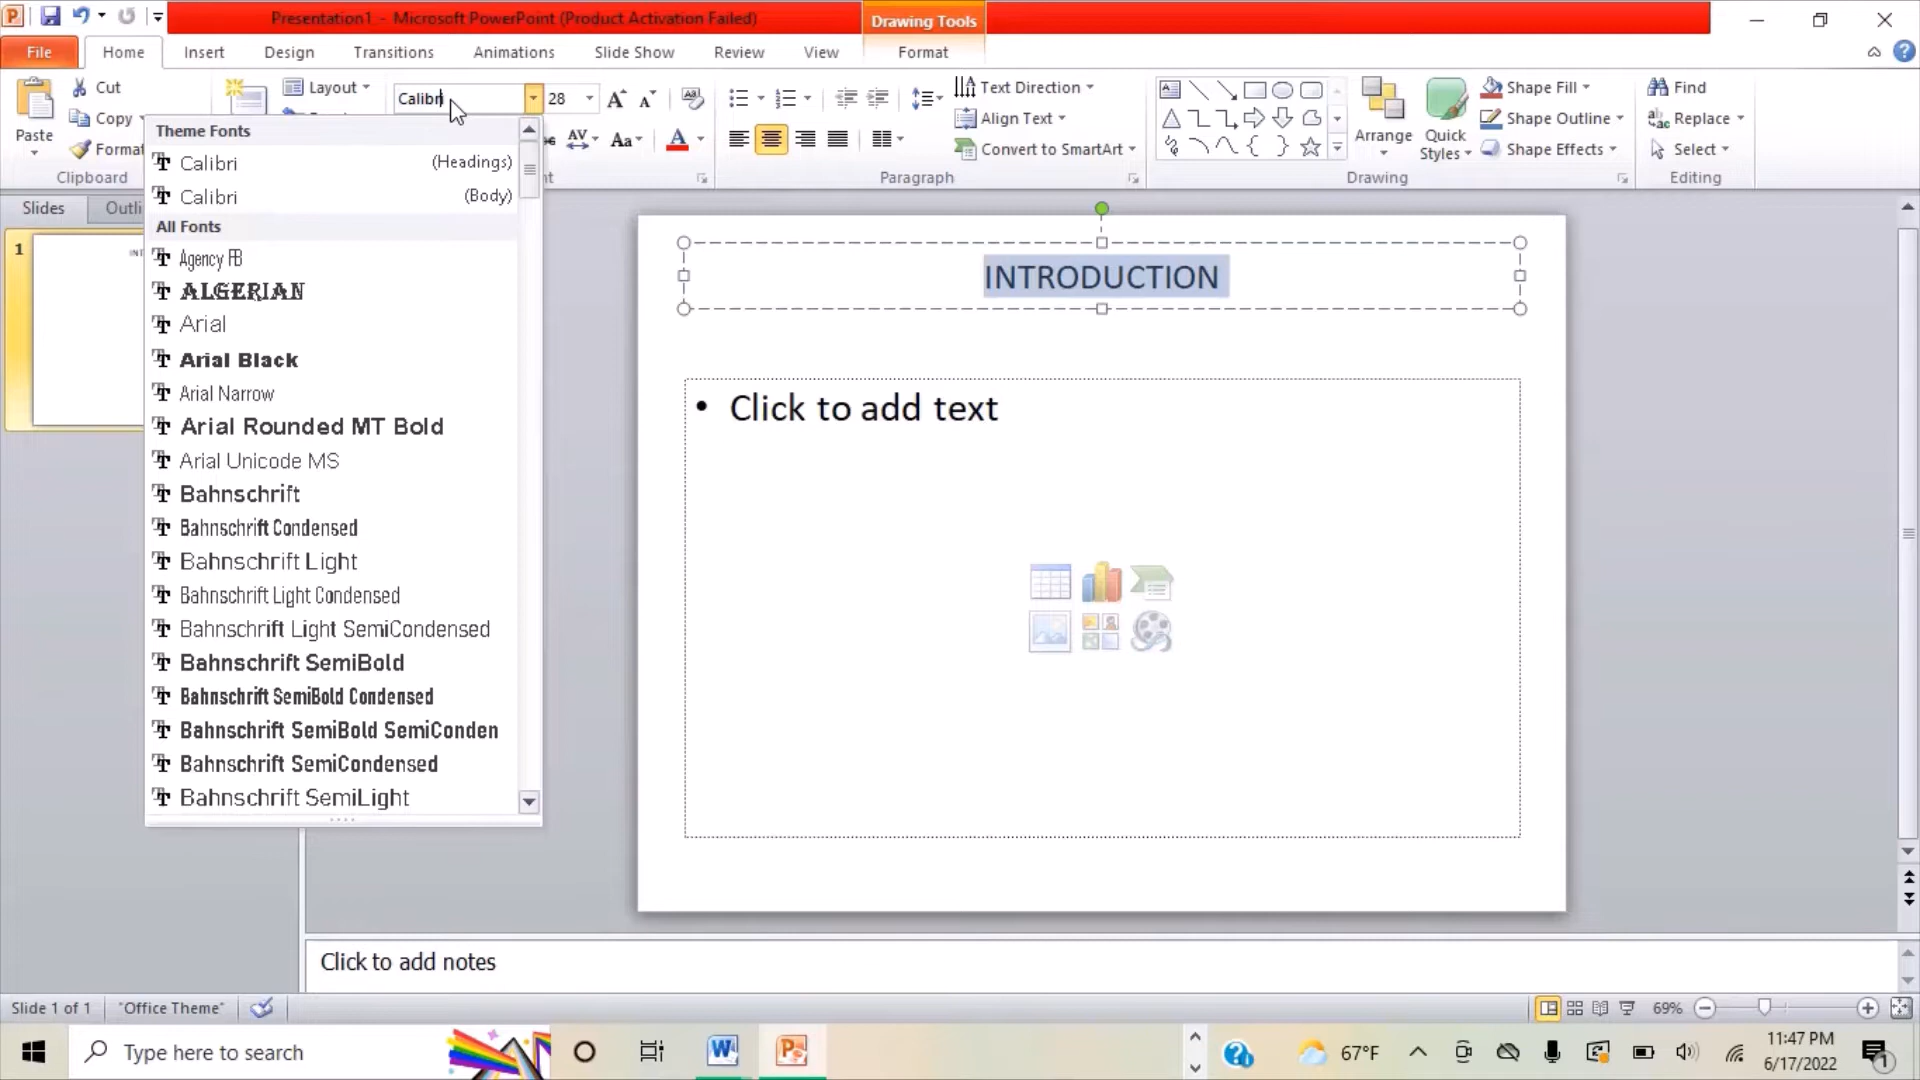 Presentation1 - Microsoft PowerPoint (Product Activation Failed)
Drawing Tools
File
Home
Insert
Design
Transitions
Animations
Slide Show
Review
View
Format
Paste
Cut
Copy
Format
Clipboard
Layout
Calibri
28
Aa
Text Direction
Align Text
Convert to SmartArt
Paragraph
Arrange
Quick
Styles
Shape Fill
Shape Outline
Shape Effects
Drawing
Find
Replace
Select
Editing
Theme Fonts
Calibri (Headings)
Calibri (Body)
All Fonts
Agency FB
ALGERIAN
Arial
Arial Black
Arial Narrow
Arial Rounded MT Bold
Arial Unicode MS
Bahnschrift
Bahnschrift Condensed
Bahnschrift Light
Bahnschrift Light Condensed
Bahnschrift Light SemiCondensed
Bahnschrift SemiBold
Bahnschrift SemiBold Condensed
Bahnschrift SemiBold SemiConden
Bahnschrift SemiCondensed
Bahnschrift SemiLight
Slides
Outli
1
INTRODUCTION
• Click to add text
Click to add notes
Slide 1 of 1
"Office Theme"
69%
Type here to search
67°F
11:47 PM
6/17/2022
1